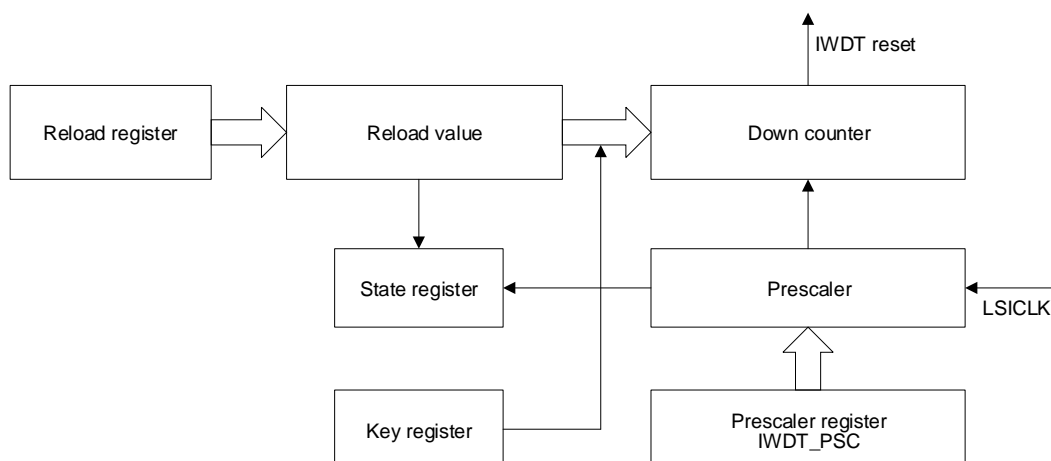 IWDT reset
Reload register
Reload value
Down counter
State register
Prescaler
LSICLK
Key register
Prescaler register
IWDT_PSC